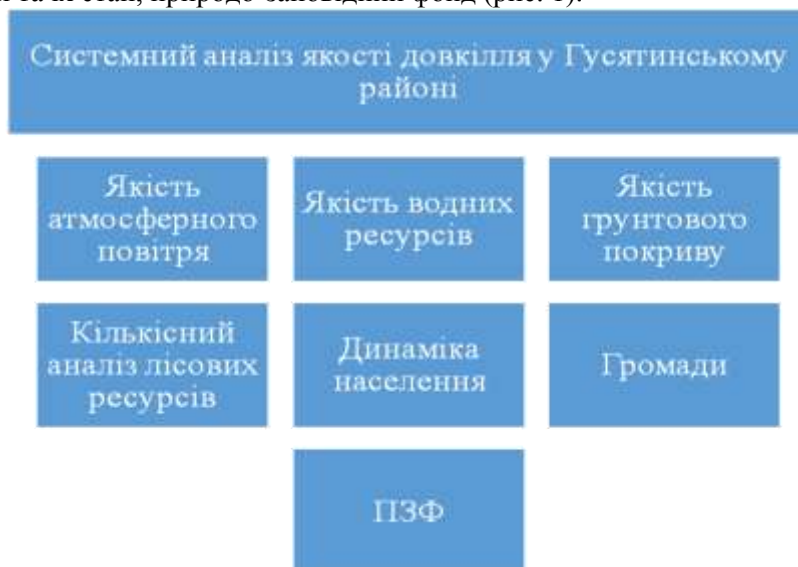 та їх стан, природо-заповідний фонд (рис. 1).
Системний аналіз якості довкілля у Гусятинському
районі
Якість
атмосферного
повітря
Якість водних
ресурсів
Якість
грунтового
покриву
Кількісний
аналіз лісових
ресурсів
Динаміка
населення
Громади
ПЗФ